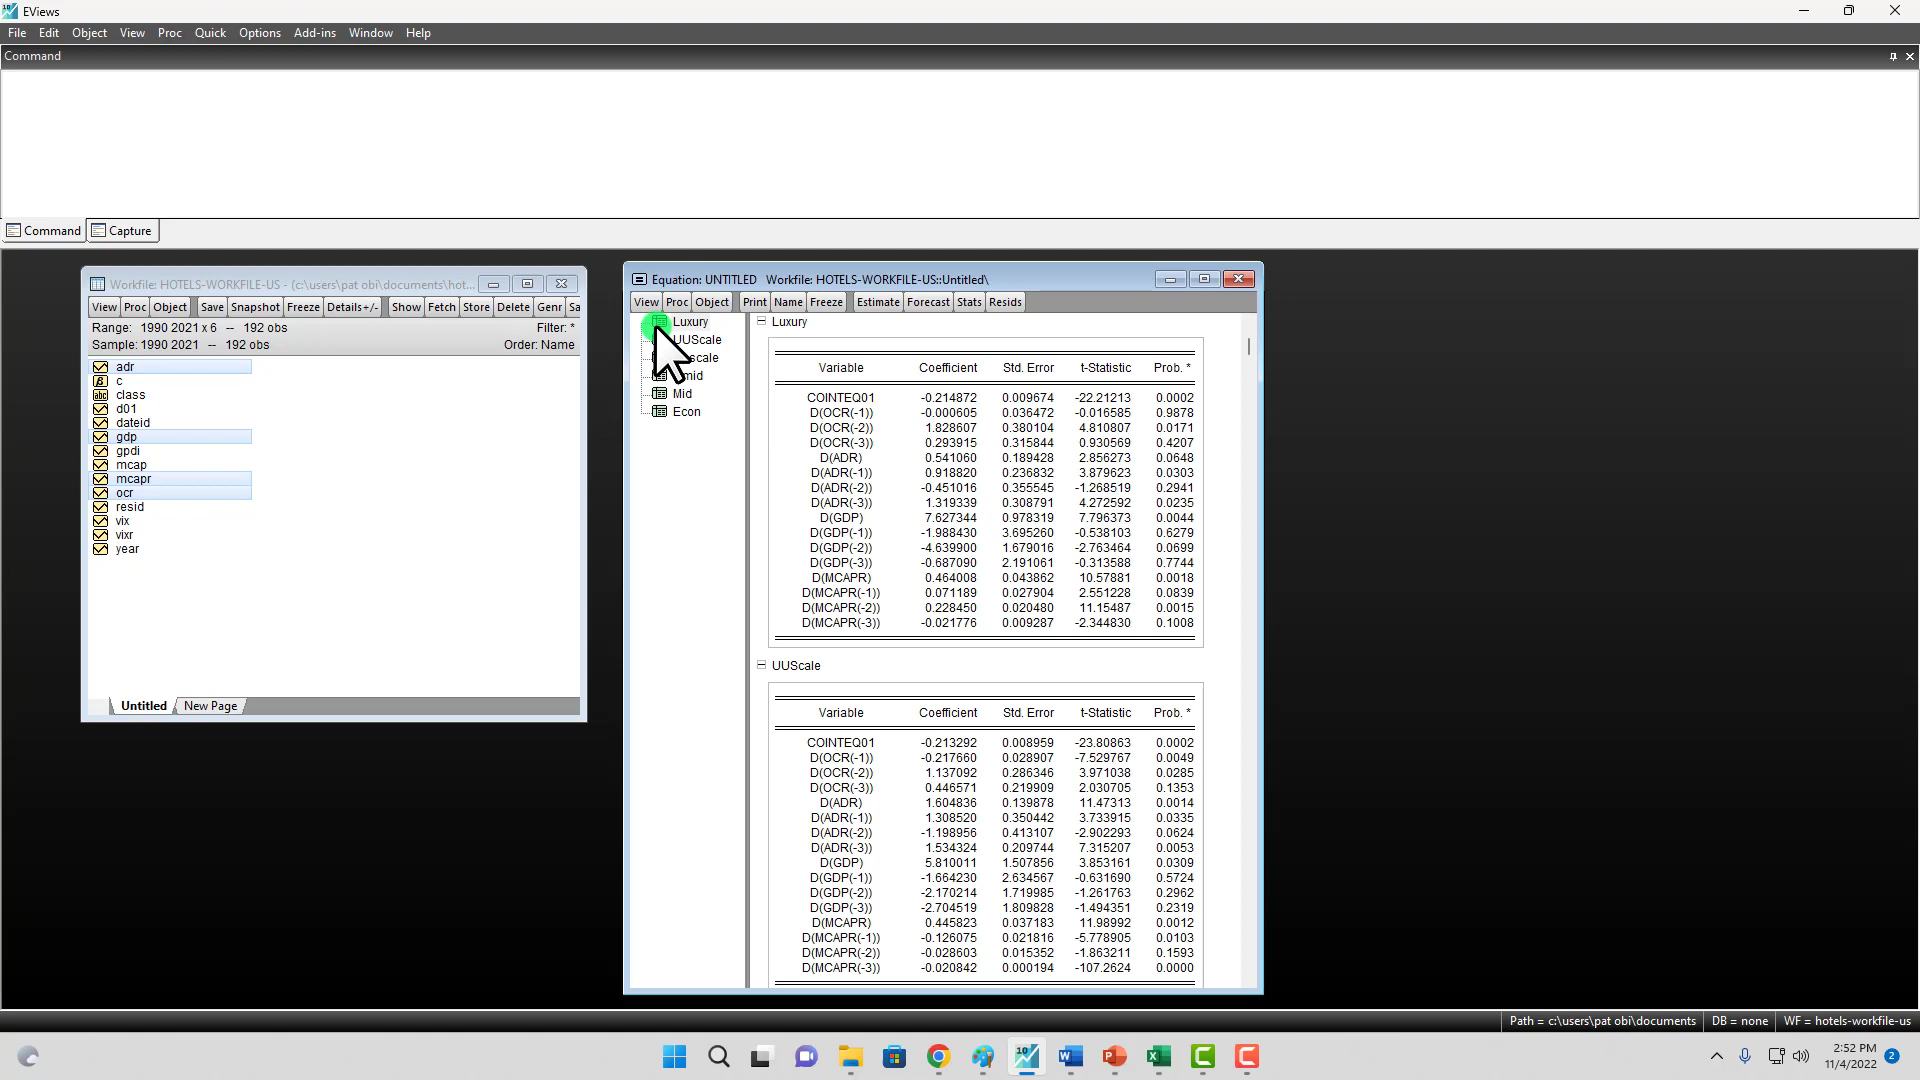 EViews
File Edit Object View Proc Quick Options Add-ins Window Help
Command
Command Capture
Workfile: HOTELS-WORKFILE-US - (c:\users\pat obi\documents\hot...
View Proc Object Save Snapshot Freeze Details+/- Show Fetch Store Delete Genr Sa
Range: 1990 2021 x 6 -- 192 obs Filter: *
Sample: 1990 2021 -- 192 obs Order: Name
adr
c
class
d01
dateid
gdp
gpdi
mcap
mcapr
ocr
resid
vix
vixr
year
Untitled New Page
Equation: UNTITLED Workfile: HOTELS-WORKFILE-US::Untitled\
View Proc Object Print Name Freeze Estimate Forecast Stats Resids
Luxury
UUScale
scale
mid
Mid
Econ
Luxury
Variable Coefficient Std. Error t-Statistic Prob. *
COINTEQ01 -0.214872 0.009674 -22.21213 0.0002
D(OCR(-1)) -0.000605 0.036472 -0.016585 0.9878
D(OCR(-2)) 1.828607 0.380104 4.810807 0.0171
D(OCR(-3)) 0.293915 0.315844 0.930569 0.4207
D(ADR) 0.541060 0.189428 2.856273 0.0648
D(ADR(-1)) 0.918820 0.236832 3.879623 0.0303
D(ADR(-2)) -0.451016 0.355545 -1.268519 0.2941
D(ADR(-3)) 1.319339 0.308791 4.272592 0.0235
D(GDP) 7.627344 0.978319 7.796373 0.0044
D(GDP(-1)) -1.988430 3.695260 -0.538103 0.6279
D(GDP(-2)) -4.639900 1.679016 -2.763464 0.0699
D(GDP(-3)) -0.687090 2.191061 -0.313588 0.7744
D(MCAPR) 0.464008 0.043862 10.57881 0.0018
D(MCAPR(-1)) 0.071189 0.027904 2.551228 0.0839
D(MCAPR(-2)) 0.228450 0.020480 11.15487 0.0015
D(MCAPR(-3)) -0.021776 0.009287 -2.344830 0.1008
UUScale
Variable Coefficient Std. Error t-Statistic Prob. *
COINTEQ01 -0.213292 0.008959 -23.80863 0.0002
D(OCR(-1)) -0.217660 0.028907 -7.529767 0.0049
D(OCR(-2)) 1.137092 0.286346 3.971038 0.0285
D(OCR(-3)) 0.446571 0.219909 2.030705 0.1353
D(ADR) 1.604836 0.139878 11.47313 0.0014
D(ADR(-1)) 1.308520 0.350442 3.733915 0.0335
D(ADR(-2)) -1.198956 0.413107 -2.902293 0.0624
D(ADR(-3)) 1.534324 0.209744 7.315207 0.0053
D(GDP) 5.810011 1.507856 3.853161 0.0309
D(GDP(-1)) -1.664230 2.634567 -0.631690 0.5724
D(GDP(-2)) -2.170214 1.719985 -1.261763 0.2962
D(GDP(-3)) -2.704519 1.809828 -1.494351 0.2319
D(MCAPR) 0.445823 0.037183 11.98992 0.0012
D(MCAPR(-1)) -0.126075 0.021816 -5.778905 0.0103
D(MCAPR(-2)) -0.028603 0.015352 -1.863211 0.1593
D(MCAPR(-3)) -0.020842 0.000194 -107.2624 0.0000
Path = c:\users\pat obi\documents DB = none WF = hotels-workfile-us
2:52 PM
11/4/2022 2